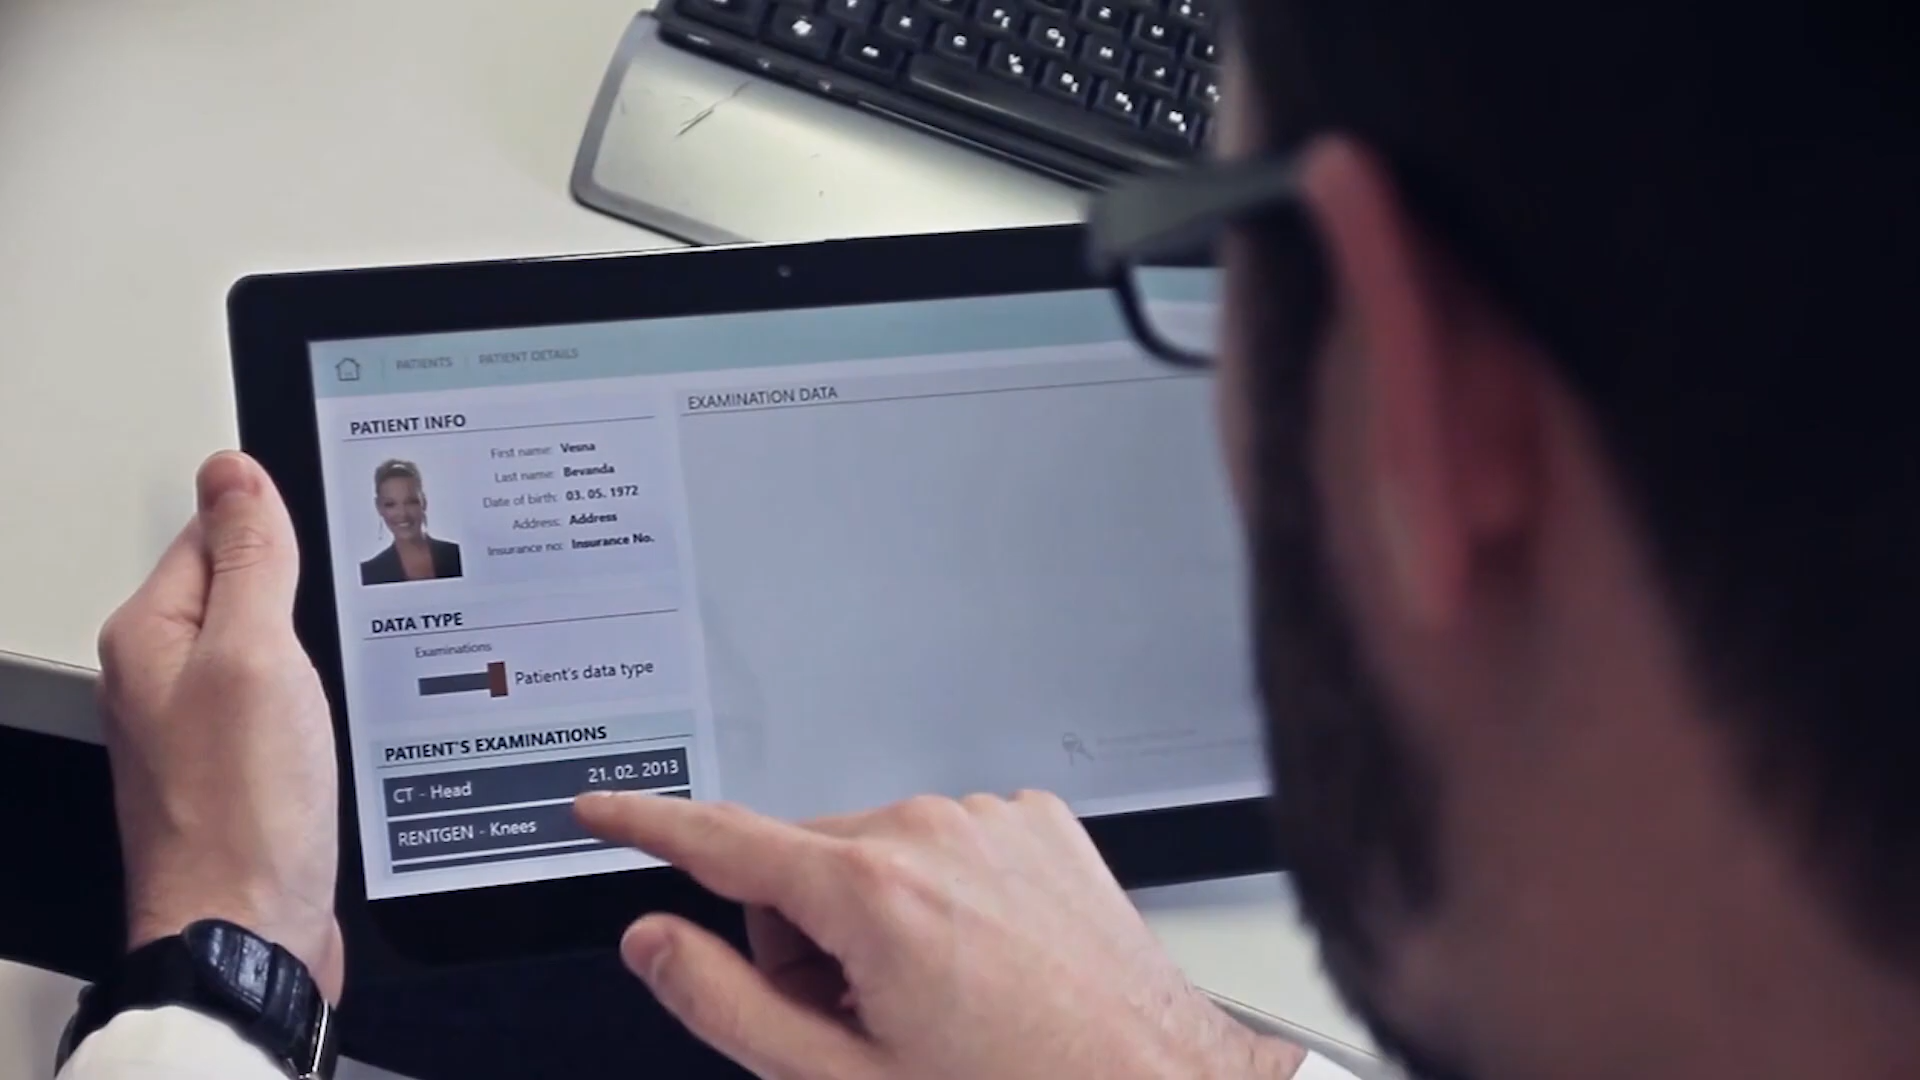 PATIENTS | PATIENT DETAILS
PATIENT INFO
First name: Vesna
Last name: Bevanda
Date of birth: 03. 05. 1972
Address: Address
Insurance no: Insurance No.
DATA TYPE
Examinations
Patient's data type
PATIENT'S EXAMINATIONS
CT - Head 21. 02. 2013
RENTGEN - Knees
EXAMINATION DATA